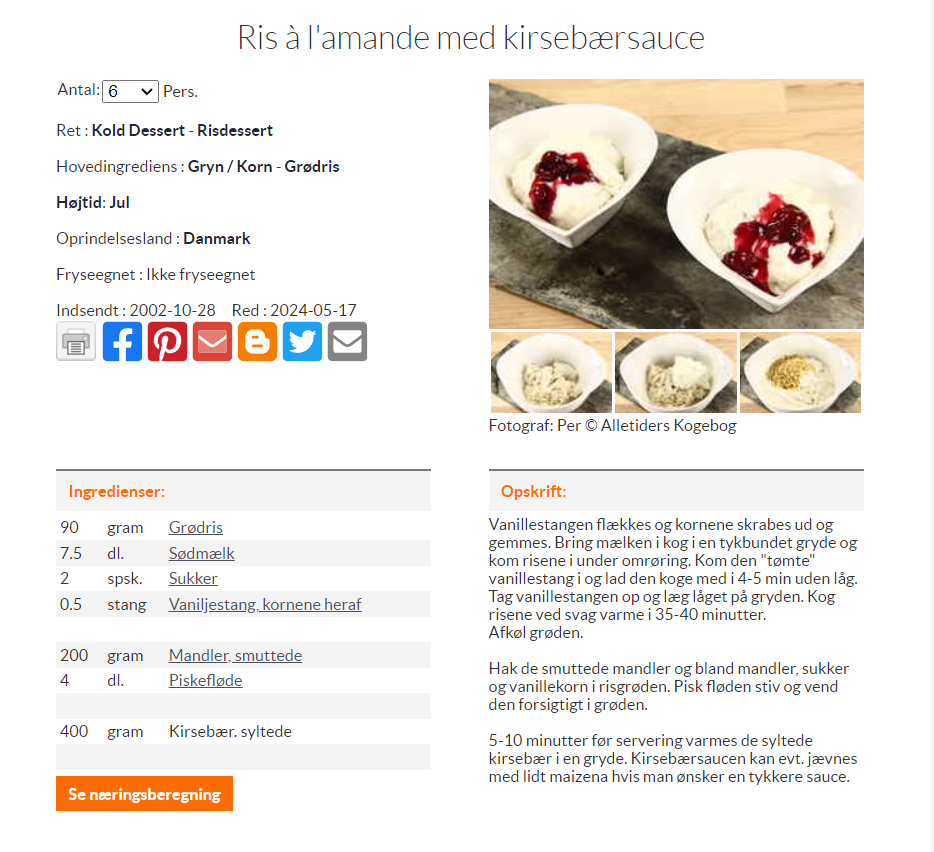 Ris à l'amande med kirsebærsauce
Antal: 6 Pers.
Ret : Kold Dessert - Risdessert
Hovedingrediens : Gryn / Korn - Grødris
Højtid: Jul
Oprindelsesland : Danmark
Fryseegnet : Ikke fryseegnet
Indsendt : 2002-10-28 Red : 2024-05-17
Fotograf: Per © Alletiders Kogebog
Ingredienser:
90 gram Grødris
7.5 dl. Sødmælk
2 spsk. Sukker
0.5 stang Vaniljestang, kornene heraf
200 gram Mandler, smuttede
4 dl. Piskefløde
400 gram Kirsebær. syltede
Se næringsberegning
Opskrift:
Vanillestangen flækkes og kornene skrabes ud og
gemmes. Bring mælken i kog i en tykbundet gryde og
kom risene i under omrøring. Kom den "tømte"
vanillestang i og lad den koge med i 4-5 min uden låg.
Tag vanillestangen op og læg låget på gryden. Kog
risene ved svag varme i 35-40 minutter.
Afkøl grøden.
Hak de smuttede mandler og bland mandler, sukker
og vanillekorn i risgrøden. Pisk fløden stiv og vend
den forsigtigt i grøden.
5-10 minutter før servering varmes de syltede
kirsebær i en gryde. Kirsebærsaucen kan evt. jævnes
med lidt maizena hvis man ønsker en tykkere sauce.